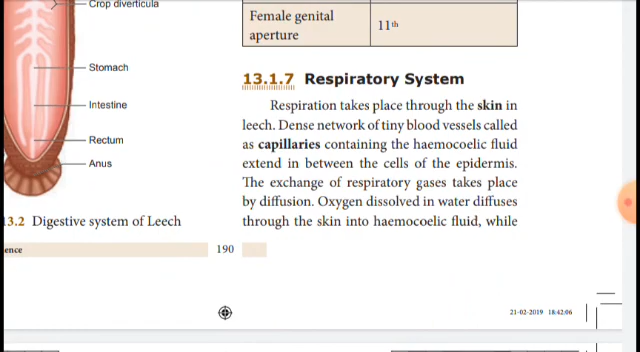 Crop diverticula
Stomach
Intestine
Rectum
Anus
13.2 Digestive system of Leech
Female genital
aperture
11th
13.1.7 Respiratory System
Respiration takes place through the skin in
leech. Dense network of tiny blood vessels called
as capillaries containing the haemocoelic fluid
extend in between the cells of the epidermis.
The exchange of respiratory gases takes place
by diffusion. Oxygen dissolved in water diffuses
through the skin into haemocoelic fluid, while
ence
190
21-02-2019 18:42:06